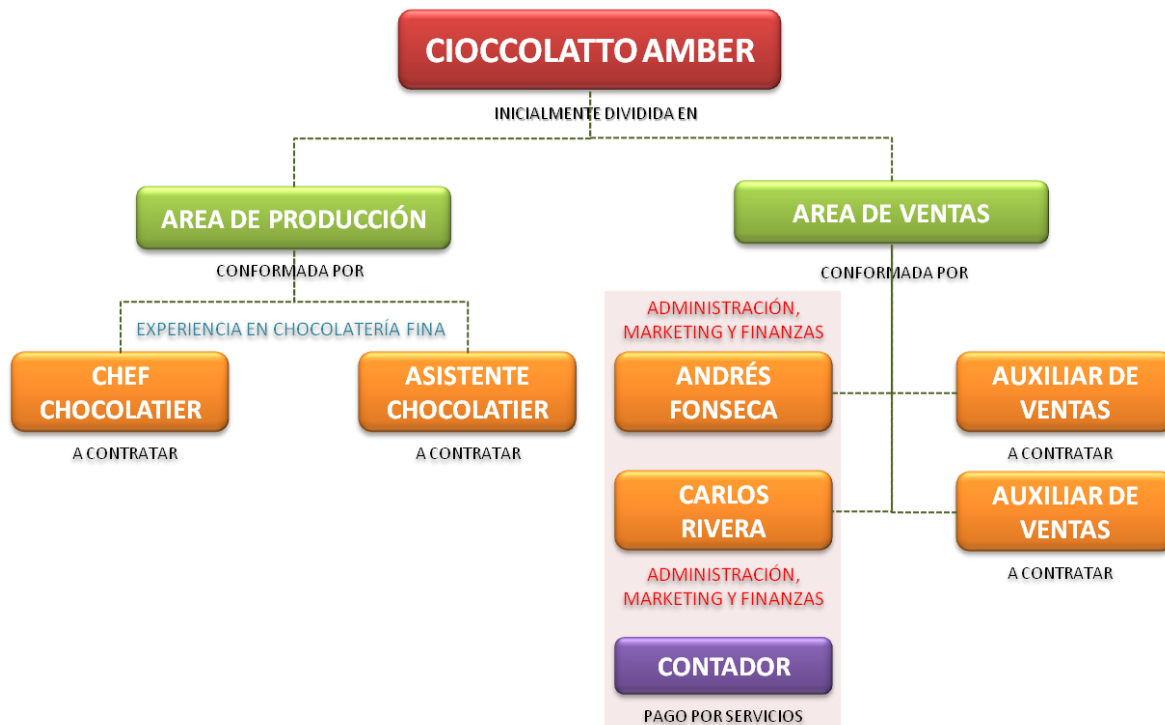 CIOCCOLATTO AMBER
INICIALMENTE DIVIDIDA EN
AREA DE PRODUCCIÓN
CONFORMADA POR
EXPERIENCIA EN CHOCOLATERÍA FINA
CHEF
CHOCOLATIER
A CONTRATAR
ASISTENTE
CHOCOLATIER
A CONTRATAR
AREA DE VENTAS
CONFORMADA POR
ADMINISTRACIÓN,
MARKETING Y FINANZAS
ANDRÉS
FONSECA
AUXILIAR DE
VENTAS
A CONTRATAR
CARLOS
RIVERA
AUXILIAR DE
VENTAS
A CONTRATAR
ADMINISTRACIÓN,
MARKETING Y FINANZAS
CONTADOR
PAGO POR SERVICIOS